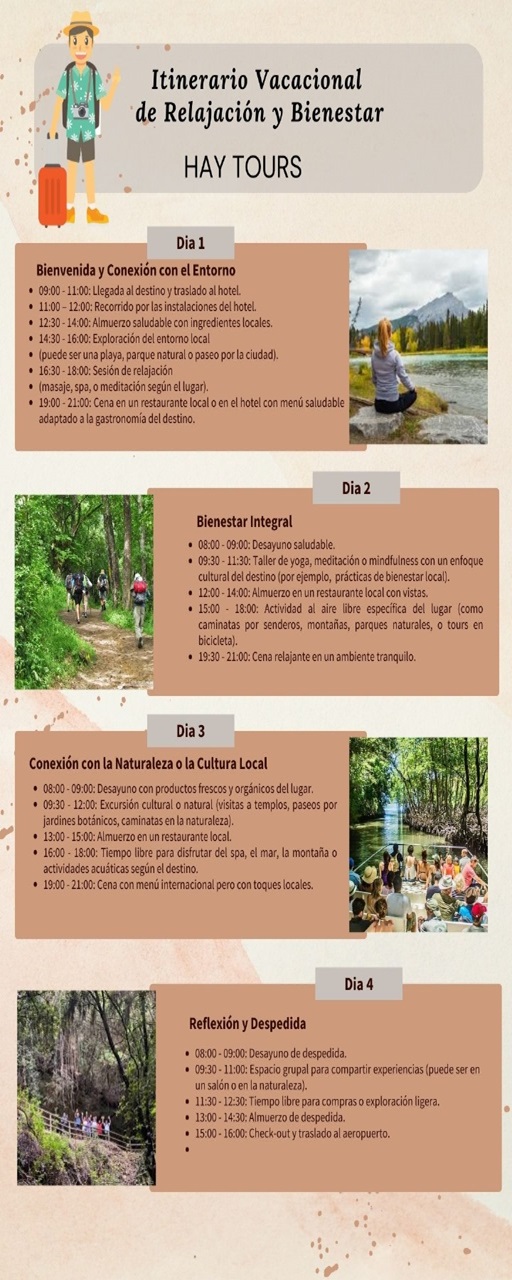 Itinerario Vacacional
de Relajación y Bienestar
HAY TOURS
Dia 1
Bienvenida y Conexión con el Entorno
• 09:00 - 11:00: Llegada al destino y traslado al hotel.
• 11:00 – 12:00: Recorrido por las instalaciones del hotel.
• 12:30 - 14:00: Almuerzo saludable con ingredientes locales.
• 14:30 - 16:00: Exploración del entorno local
• (puede ser una playa, parque natural o paseo por la ciudad).
• 16:30 - 18:00: Sesión de relajación
• (masaje, spa, o meditación según el lugar).
• 19:00 - 21:00: Cena en un restaurante local o en el hotel con menú saludable
adaptado a la gastronomía del destino.
Dia 2
Bienestar Integral
• 08:00 - 09:00: Desayuno saludable.
• 09:30 - 11:30: Taller de yoga, meditación o mindfulness con un enfoque
cultural del destino (por ejemplo, prácticas de bienestar local).
• 12:00 - 14:00: Almuerzo en un restaurante local con vistas.
• 15:00 - 18:00: Actividad al aire libre específica del lugar (como
caminatas por senderos, montañas, parques naturales, o tours en
bicicleta).
• 19:30 - 21:00: Cena relajante en un ambiente tranquilo.
Dia 3
Conexión con la Naturaleza o la Cultura Local
• 08:00 - 09:00: Desayuno con productos frescos y orgánicos del lugar.
• 09:30 - 12:00: Excursión cultural o natural (visitas a templos, paseos por
jardines botánicos, caminatas en la naturaleza).
• 13:00 - 15:00: Almuerzo en un restaurante local.
• 16:00 - 18:00: Tiempo libre para disfrutar del spa, el mar, la montaña o
actividades acuáticas según el destino.
• 19:00 - 21:00: Cena con menú internacional pero con toques locales.
Dia 4
Reflexión y Despedida
• 08:00 - 09:00: Desayuno de despedida.
• 09:30 - 11:00: Espacio grupal para compartir experiencias (puede ser en
un salón o en la naturaleza).
• 11:30 - 12:30: Tiempo libre para compras o exploración ligera.
• 13:00 - 14:30: Almuerzo de despedida.
• 15:00 - 16:00: Check-out y traslado al aeropuerto.
•